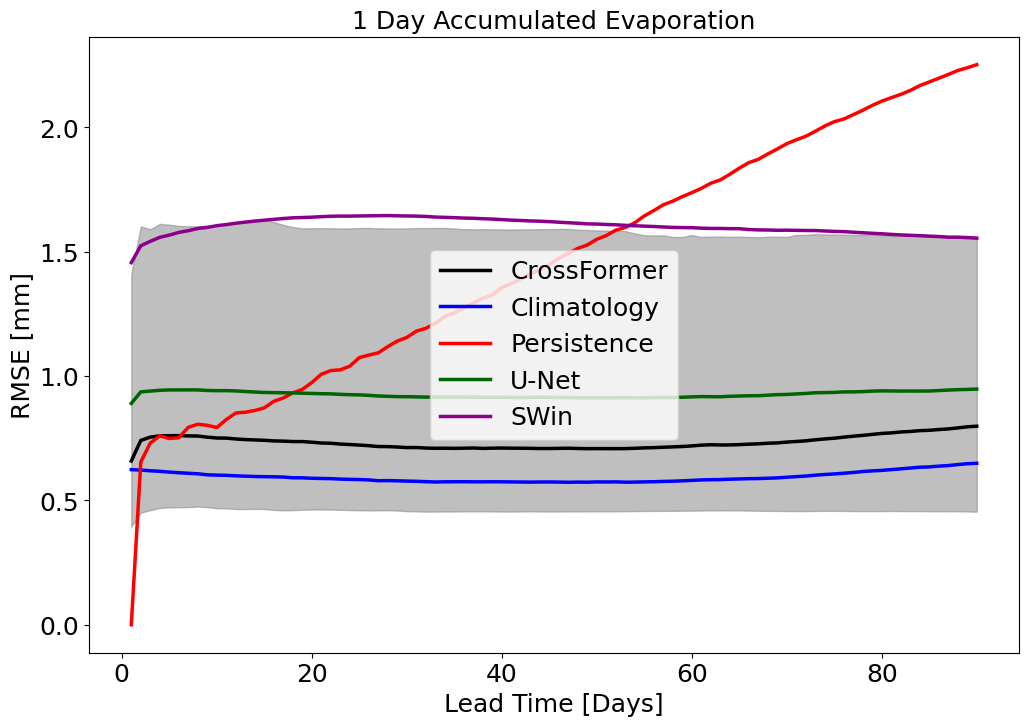 1 Day Accumulated Evaporation
RMSE [mm]
2.0
1.5
1.0
0.5
0.0
CrossFormer
Climatology
Persistence
U-Net
SWin
0 20 40 60 80
Lead Time [Days]